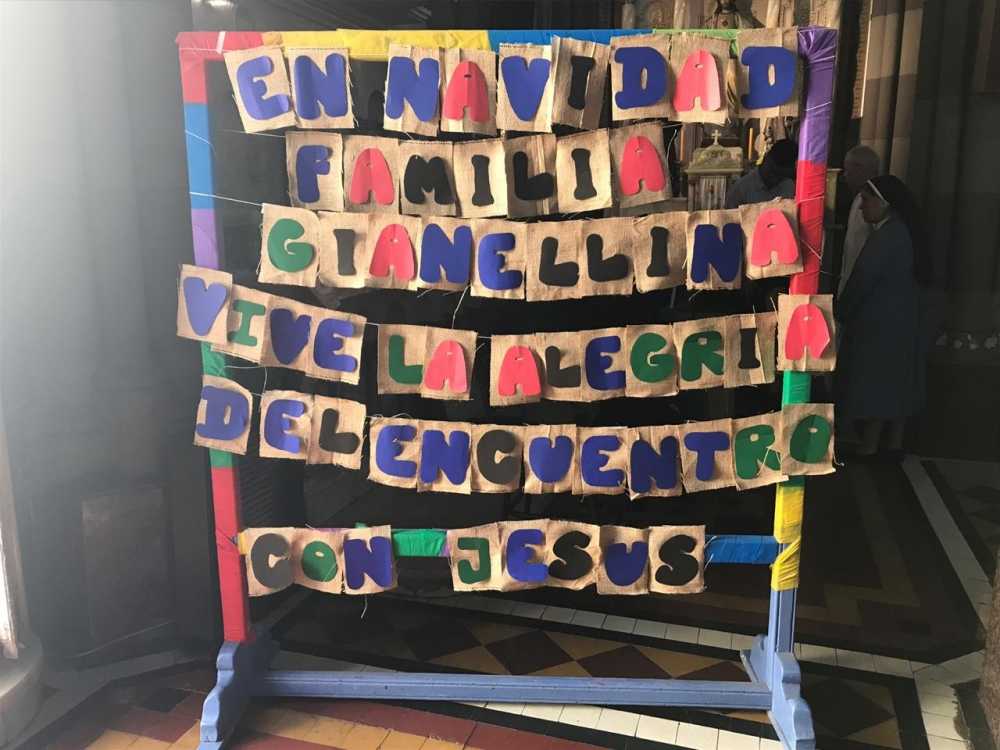 EN NAVIDAD
FAMILIA
GIANELLINA
VIVE LA ALEGRIA
DEL ENCUENTRO
CON JESUS